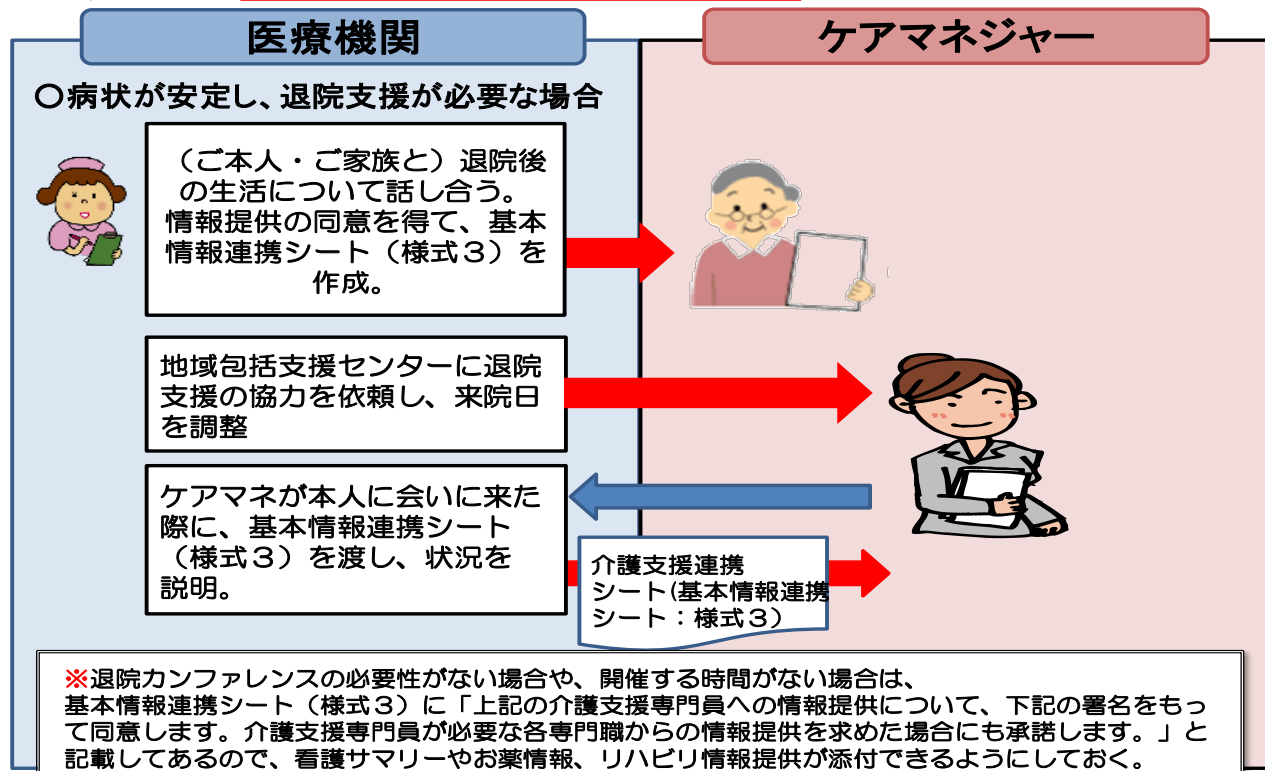 医療機関
ケアマネジャー
〇病状が安定し、退院支援が必要な場合
（ご本人・ご家族と）退院後
の生活について話し合う。
情報提供の同意を得て、基本
情報連携シート（様式３）を
作成。
地域包括支援センターに退院
支援の協力を依頼し、来院日
を調整
ケアマネが本人に会いに来た
際に、基本情報連携シート
（様式３）を渡し、状況を
説明。
介護支援連携
シート(基本情報連携
シート：様式３）
※退院カンファレンスの必要性がない場合や、開催する時間がない場合は、
基本情報連携シート（様式３）に「上記の介護支援専門員への情報提供について、下記の署名をもっ
て同意します。介護支援専門員が必要な各専門職からの情報提供を求めた場合にも承諾します。」と
記載してあるので、看護サマリーやお薬情報、リハビリ情報提供が添付できるようにしておく。